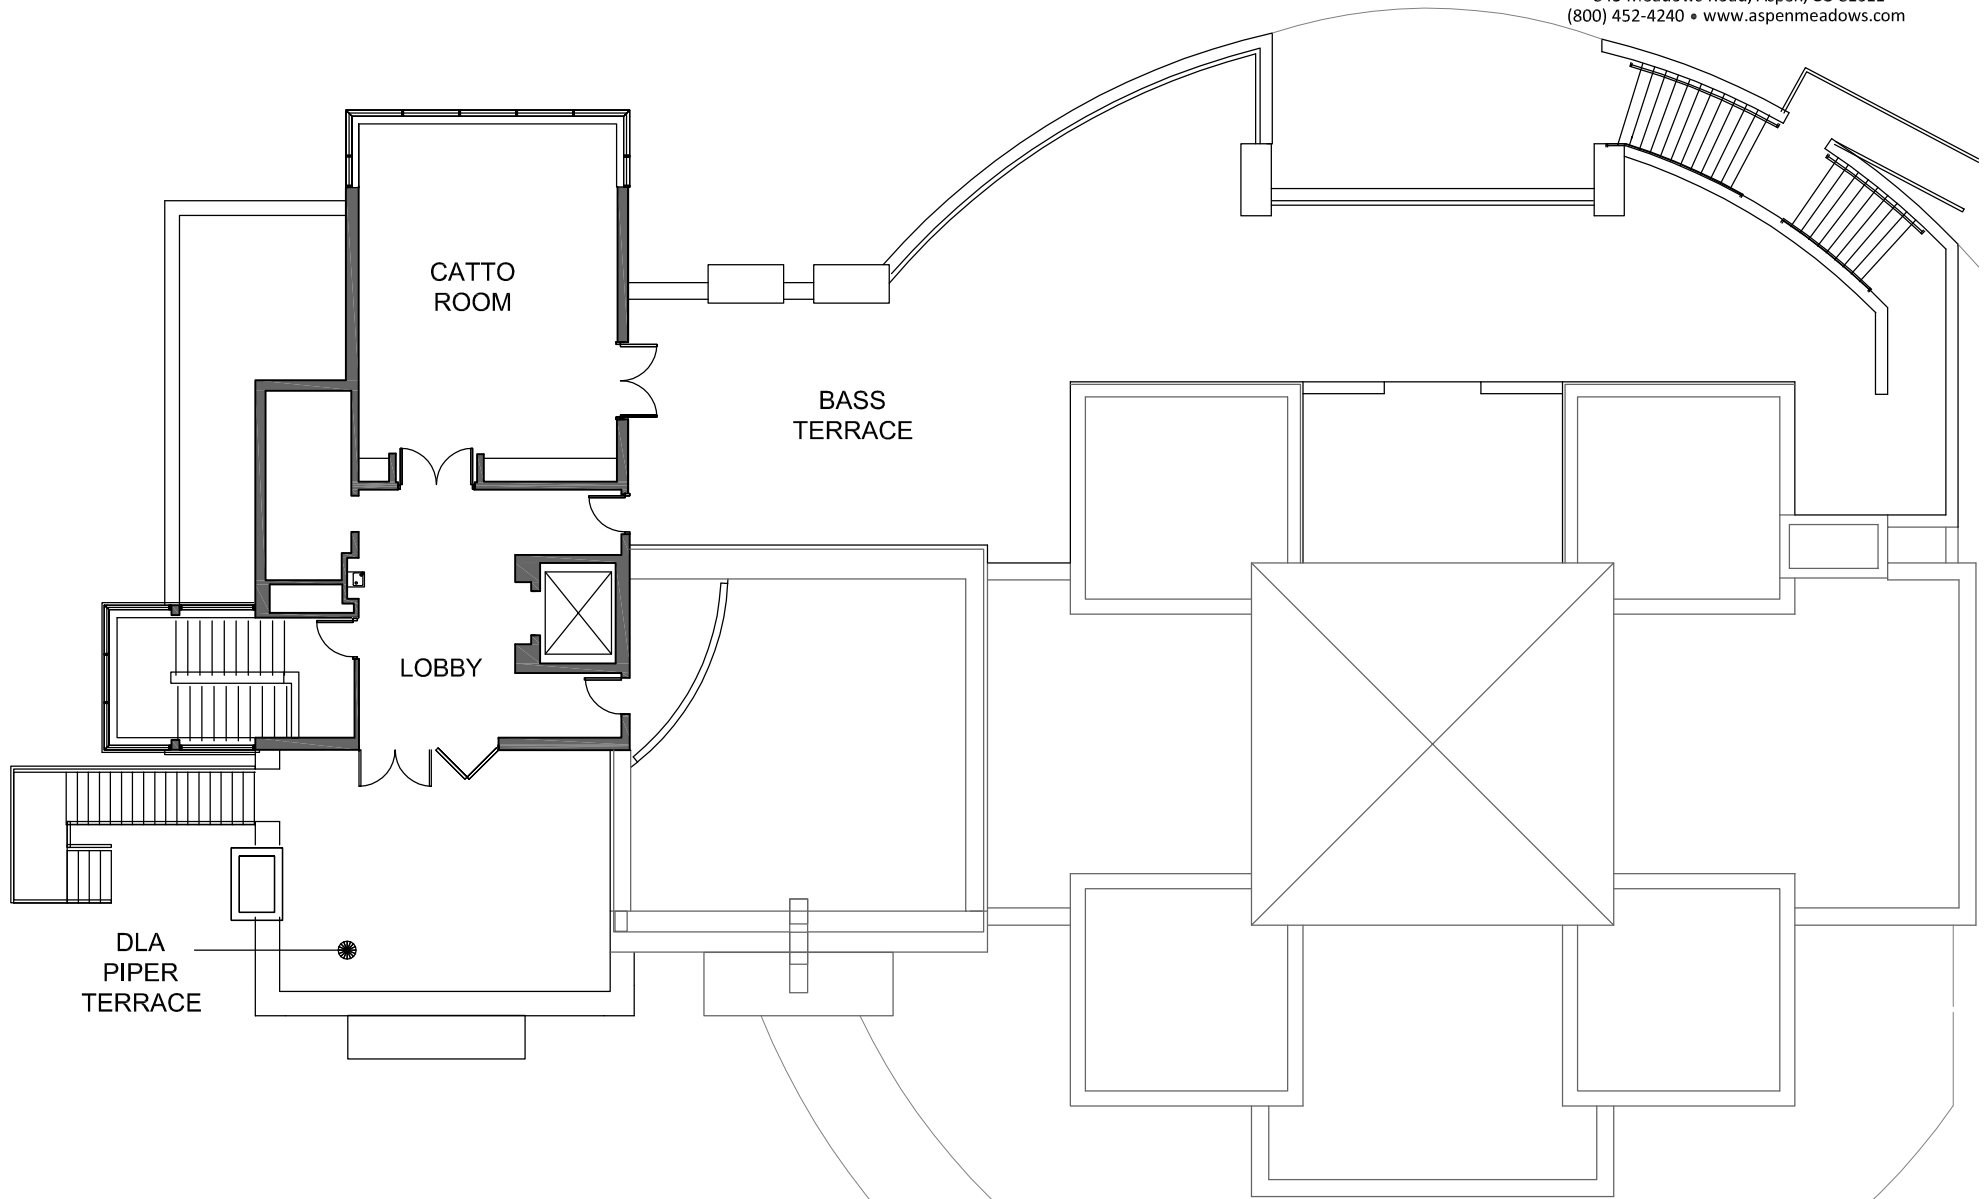 (800) 452-4240 • www.aspenmeadows.com
CATTO
ROOM
BASS
TERRACE
LOBBY
DLA
PIPER
TERRACE